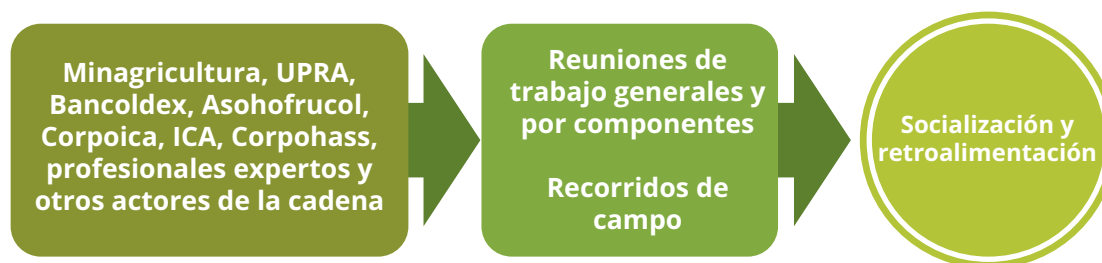 Minagricultura, UPRA,
Bancoldex, Asohofrucol,
Corpoica, ICA, Corpohass,
profesionales expertos y
otros actores de la cadena
Reuniones de
trabajo generales y
por componentes
Recorridos de
campo
Socialización y
retroalimentación